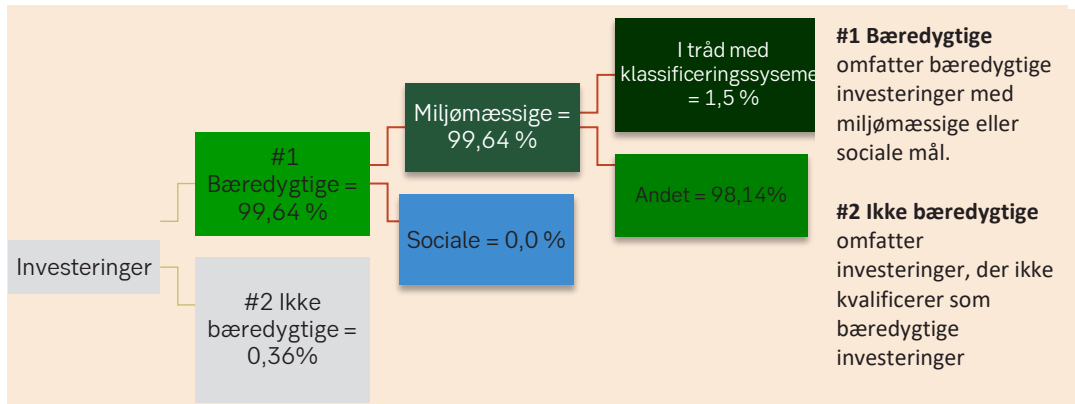 Investeringer
#1
Bæredygtige =
99,64 %
#2 Ikke
bæredygtige =
0,36%
Miljømæssige =
99,64 %
Sociale = 0,0 %
I tråd med
klassificeringssyseme
= 1,5 %
Andet = 98,14%
#1 Bæredygtige
omfatter bæredygtige
investeringer med
miljømæssige eller
sociale mål.
#2 Ikke bæredygtige
omfatter
investeringer, der ikke
kvalificerer som
bæredygtige
investeringer